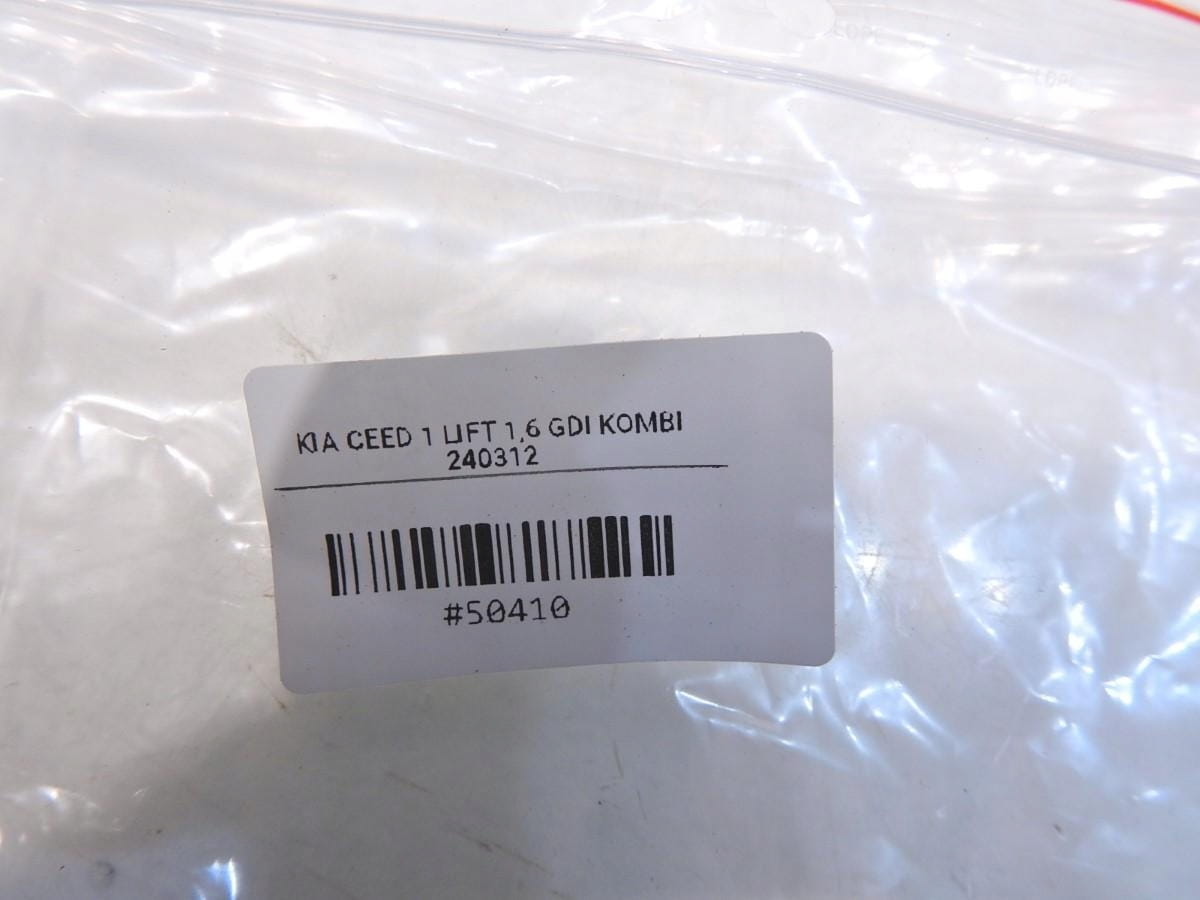 KIA CEED 1 LIFT 1,6 GDI KOMBI
240312
#50410